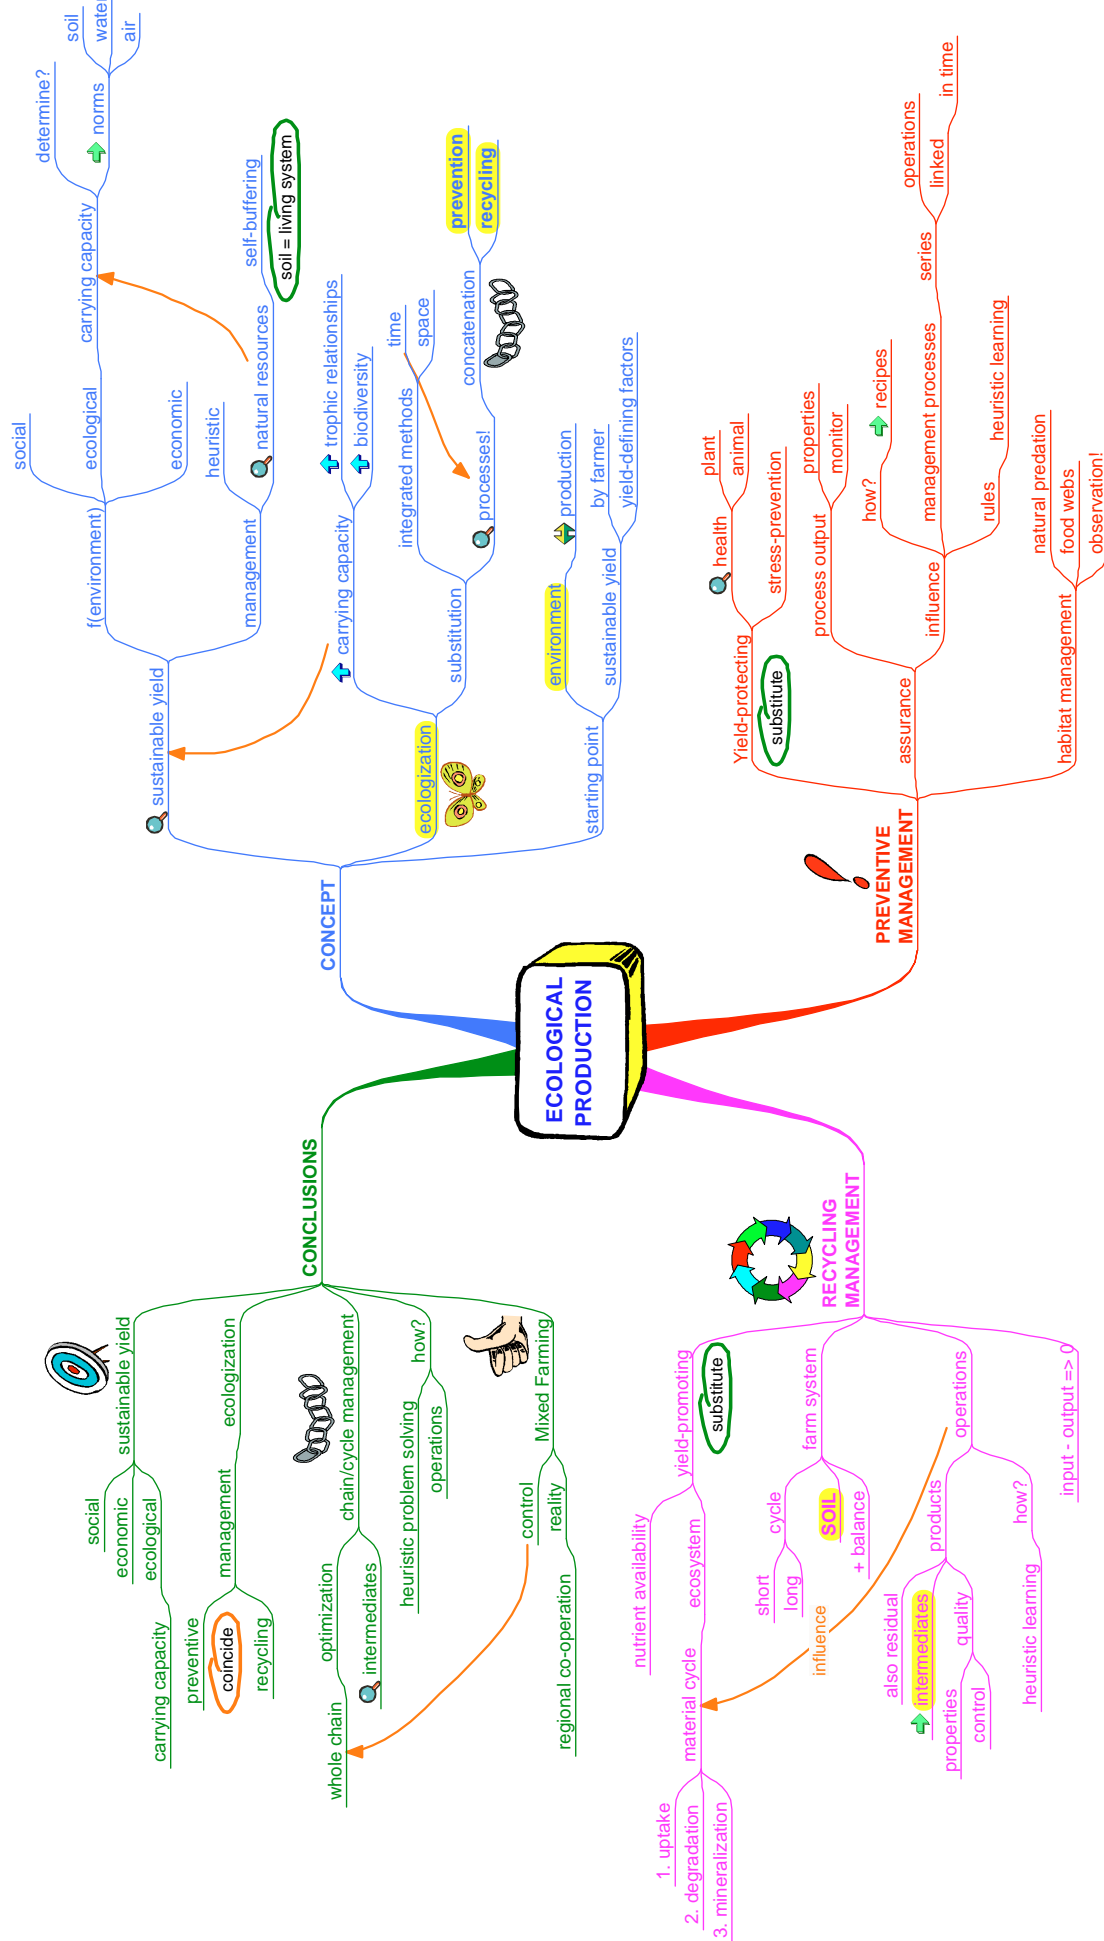 ECOLOGICAL
PRODUCTION
CONCEPT
sustainable yield
f(environment)
social
ecological
carrying capacity
determine?
norms
soil
water
air
economic
management
heuristic
natural resources
self-buffering
soil = living system
ecologization
carrying capacity
trophic relationships
biodiversity
substitution
integrated methods
time
space
processes!
concatenation
prevention
recycling
starting point
environment
production
sustainable yield
by farmer
yield-defining factors
PREVENTIVE
MANAGEMENT
Yield-protecting
substitute
health
plant
animal
stress-prevention
assurance
process output
properties
monitor
influence
how?
recipes
management processes
series
operations
linked
in time
rules
heuristic learning
habitat management
natural predation
food webs
observation!
RECYCLING
MANAGEMENT
yield-promoting
substitute
nutrient availability
ecosystem
material cycle
1. uptake
2. degradation
3. mineralization
farm system
cycle
short
long
SOIL
+ balance
influence
operations
products
also residual
intermediates
quality
properties
control
how?
heuristic learning
input - output => 0
CONCLUSIONS
sustainable yield
social
economic
ecological
carrying capacity
ecologization
management
preventive
coincide
recycling
chain/cycle management
optimization
whole chain
intermediates
how?
heuristic problem solving
operations
Mixed Farming
control
reality
regional co-operation